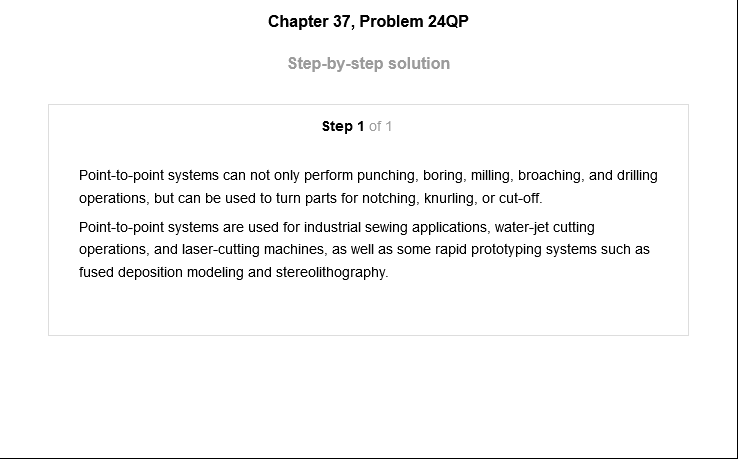 Chapter 37, Problem 24QP
Step-by-step solution
Step 1 of 1
Point-to-point systems can not only perform punching, boring, milling, broaching, and drilling
operations, but can be used to turn parts for notching, knurling, or cut-off.
Point-to-point systems are used for industrial sewing applications, water-jet cutting
operations, and laser-cutting machines, as well as some rapid prototyping systems such as
fused deposition modeling and stereolithography.